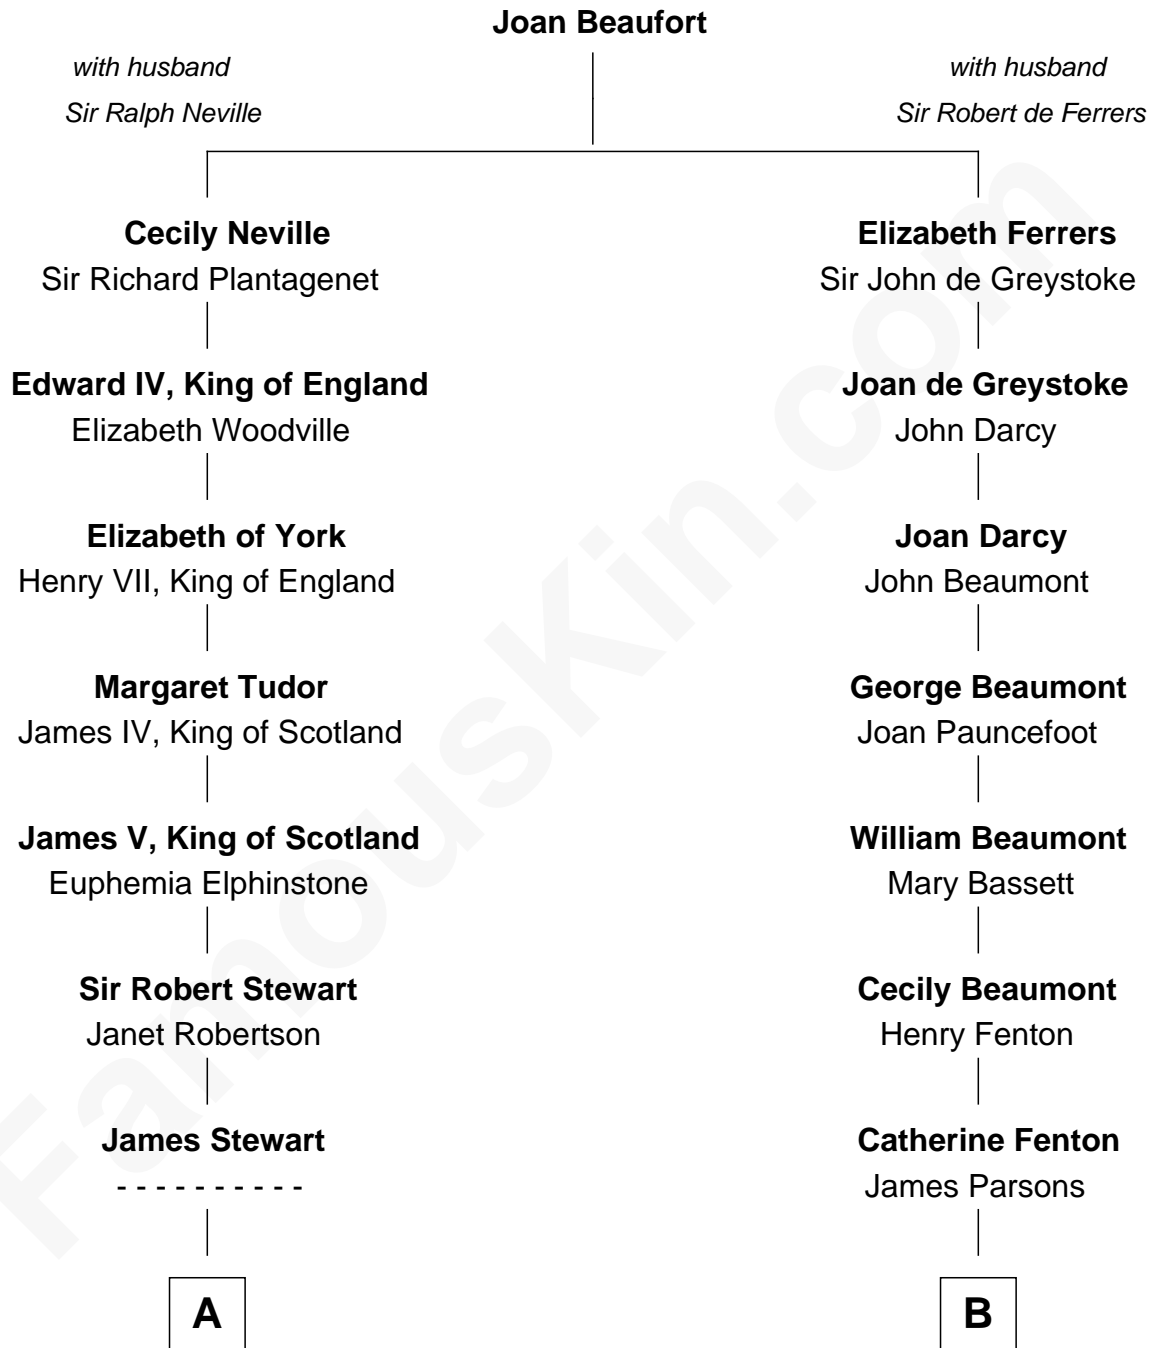 Joan Beaufort
with husband
Sir Ralph Neville
with husband
Sir Robert de Ferrers
Cecily Neville
Sir Richard Plantagenet
Elizabeth Ferrers
Sir John de Greystoke
Edward IV, King of England
Elizabeth Woodville
Joan de Greystoke
John Darcy
Elizabeth of York
Henry VII, King of England
Joan Darcy
John Beaumont
Margaret Tudor
James IV, King of Scotland
George Beaumont
Joan Pauncefoot
James V, King of Scotland
Euphemia Elphinstone
William Beaumont
Mary Bassett
Sir Robert Stewart
Janet Robertson
Cecily Beaumont
Henry Fenton
James Stewart
- - - - - - - - - -
Catherine Fenton
James Parsons
A
B
FamousKin.com